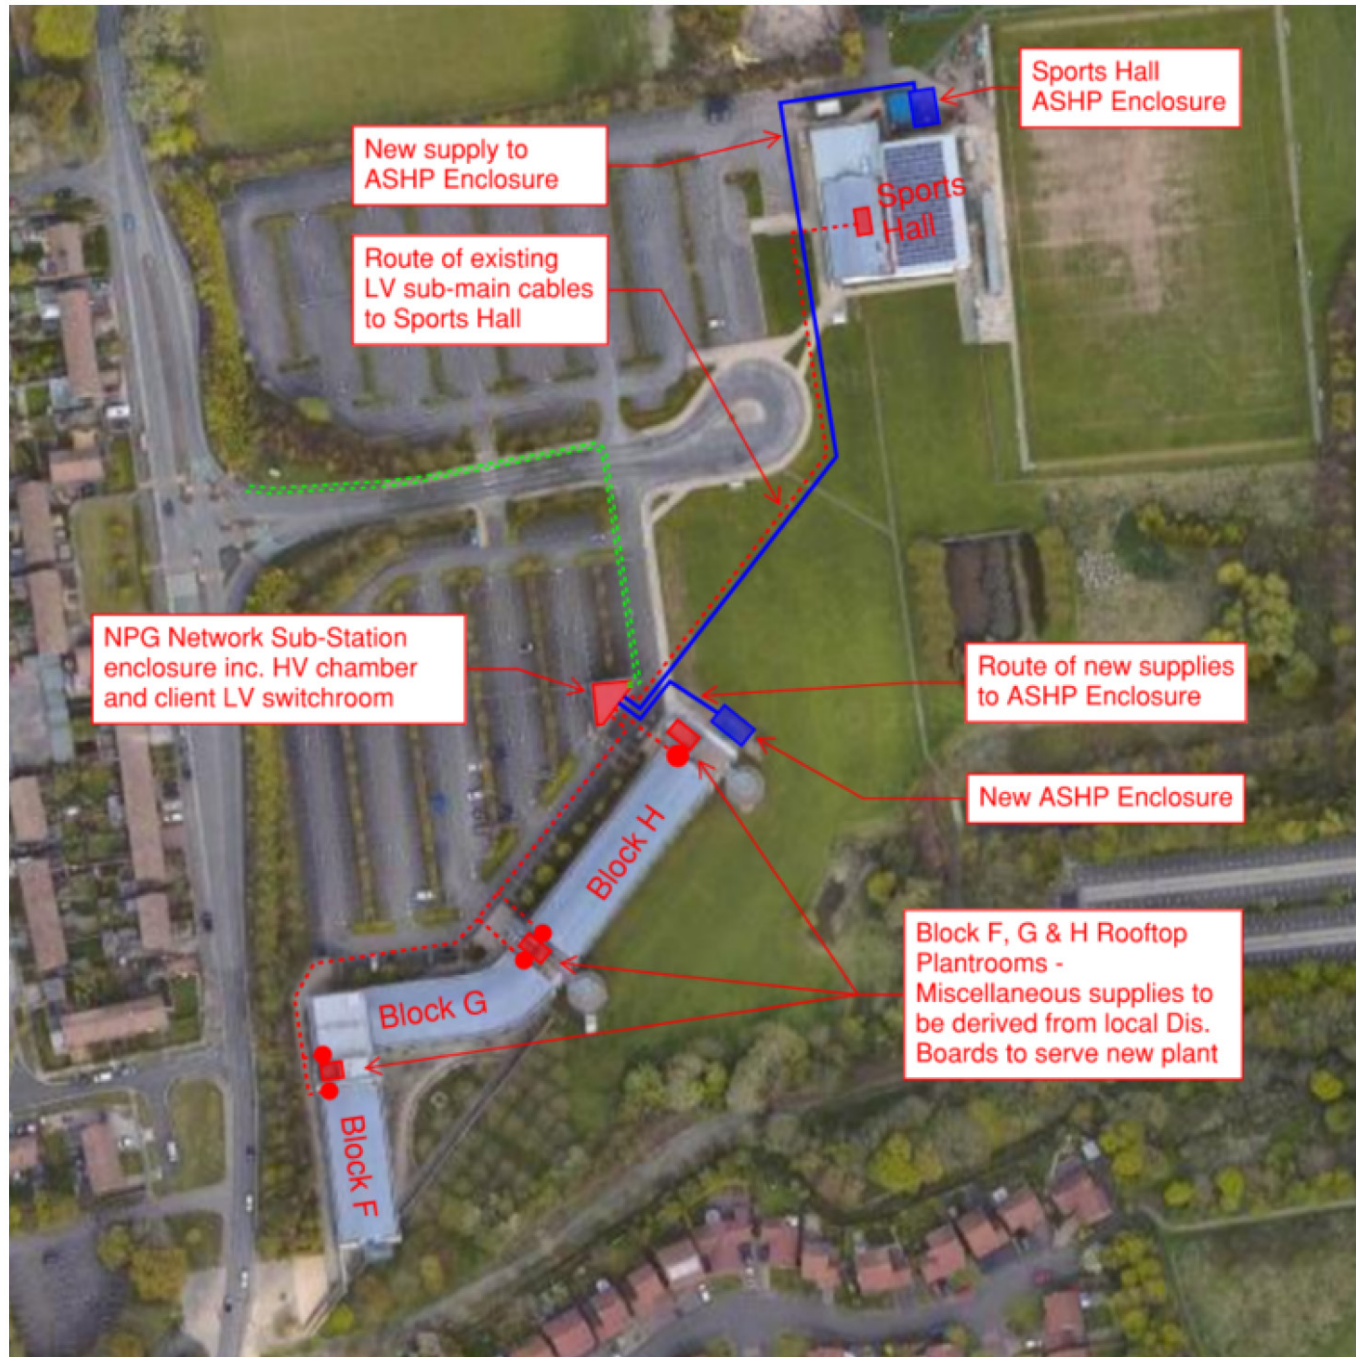 Sports Hall
ASHP Enclosure
New supply to
ASHP Enclosure
Sports
Hall
Route of existing
LV sub-main cables
to Sports Hall
NPG Network Sub-Station
enclosure inc. HV chamber
and client LV switchroom
Route of new supplies
to ASHP Enclosure
New ASHP Enclosure
Block H
Block F, G & H Rooftop
Plantrooms -
Miscellaneous supplies to
be derived from local Dis.
Boards to serve new plant
Block G
Block F